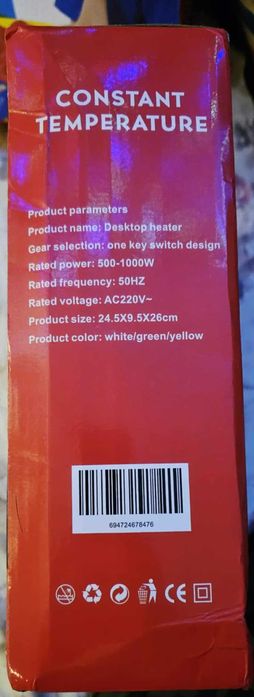 CONSTANT
TEMPERATURE
Product parameters
Product name: Desktop heater
Gear selection: one key switch design
Rated power: 500-1000W
Rated frequency: 50HZ
Rated voltage: AC220V~
Product size: 24.5X9.5X26cm
Product color: white/green/yellow
694724678476
CE